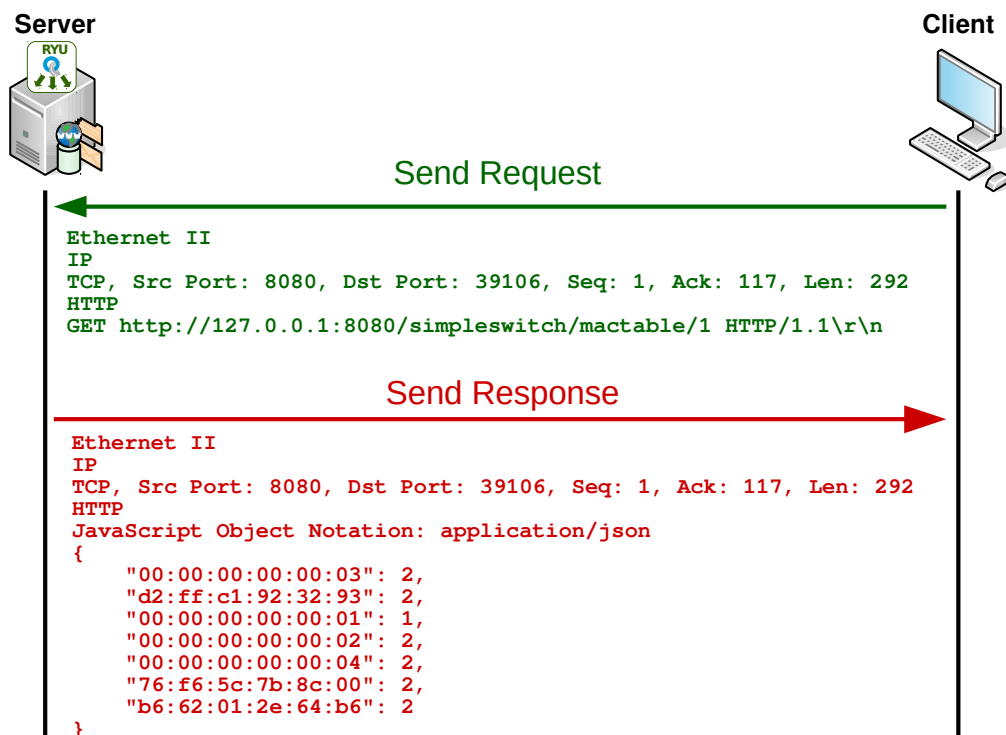 Server
Client
RYU
Send Request
Ethernet II
IP
TCP, Src Port: 8080, Dst Port: 39106, Seq: 1, Ack: 117, Len: 292
HTTP
GET http://127.0.0.1:8080/simpleswitch/mactable/1 HTTP/1.1\r\n
Send Response
Ethernet II
IP
TCP, Src Port: 8080, Dst Port: 39106, Seq: 1, Ack: 117, Len: 292
HTTP
JavaScript Object Notation: application/json
{
"00:00:00:00:00:03": 2,
"d2:ff:c1:92:32:93": 2,
"00:00:00:00:00:01": 1,
"00:00:00:00:00:02": 2,
"00:00:00:00:00:04": 2,
"76:f6:5c:7b:8c:00": 2,
"b6:62:01:2e:64:b6": 2
}